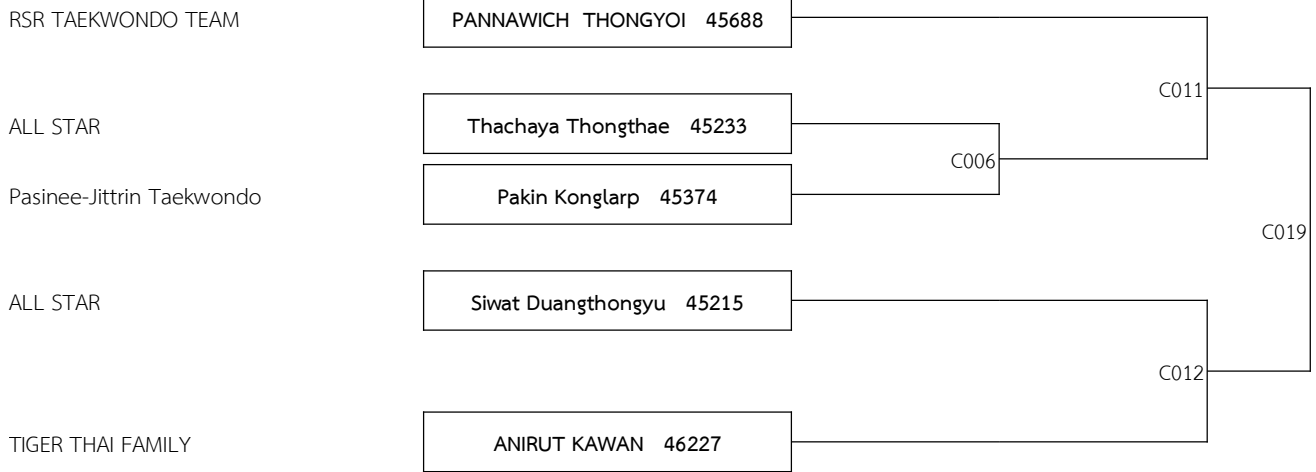 RSR TAEKWONDO TEAM PANNAWICH THONGYOI 45688
C011
ALL STAR Thachaya Thongthae 45233
C006
Pasinee-Jittrin Taekwondo Pakin Konglarp 45374
C019
ALL STAR Siwat Duangthongyu 45215
C012
TIGER THAI FAMILY ANIRUT KAWAN 46227